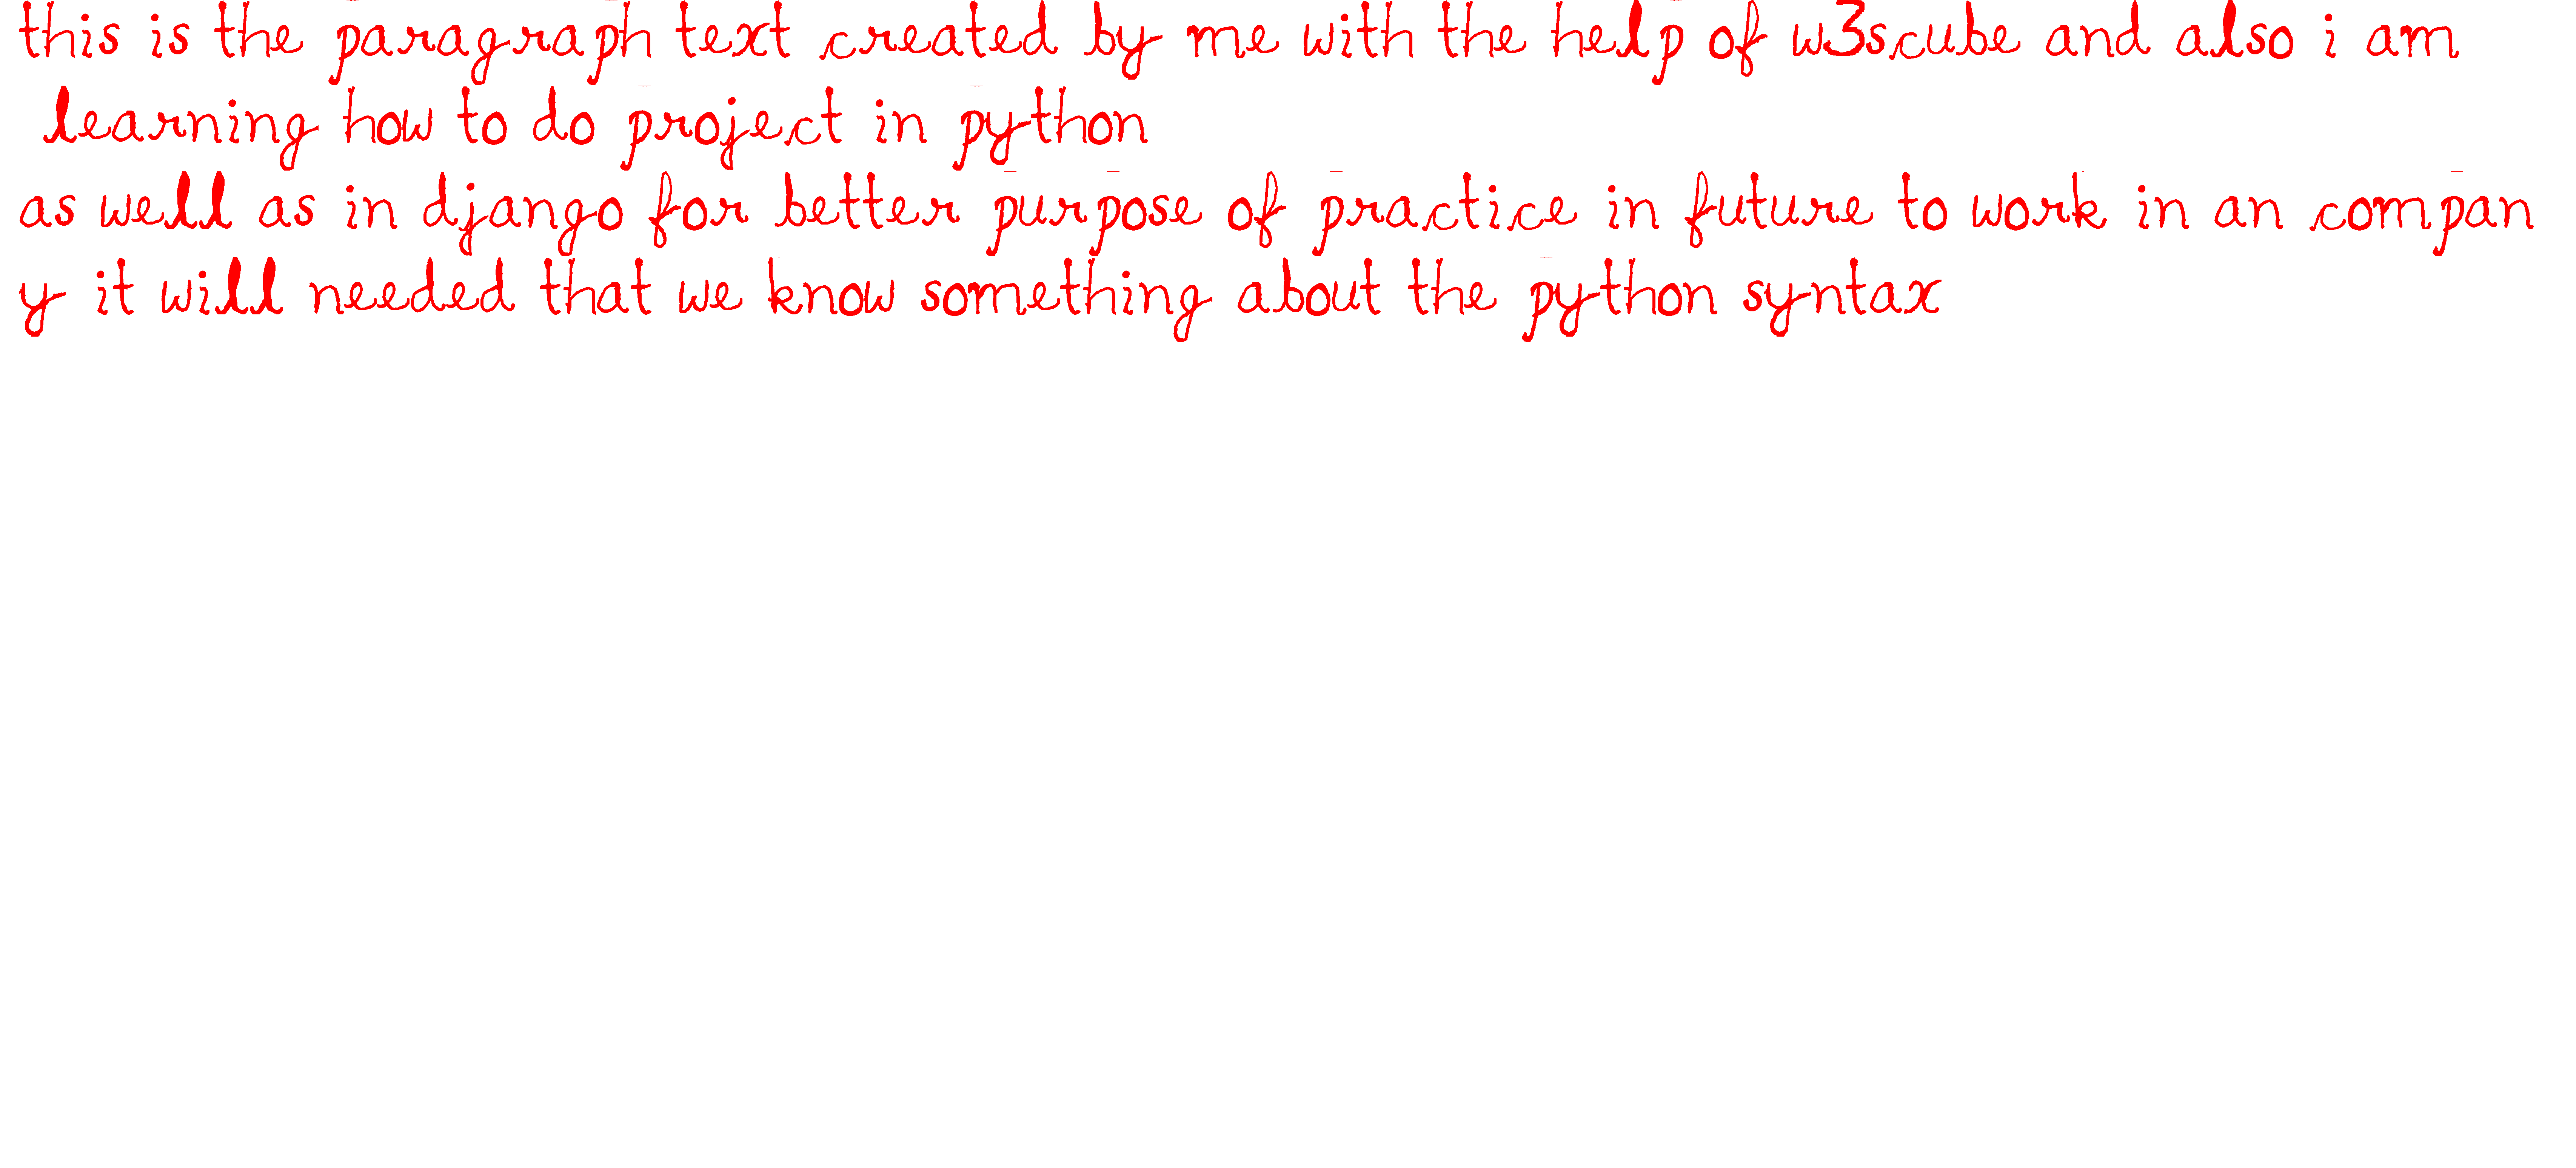 this is the paragraph text created by me with the help of w3scube and also i am
learning how to do project in python
as well as in django for better purpose of practice in future to work in an compan
y it will needed that we know something about the python syntax